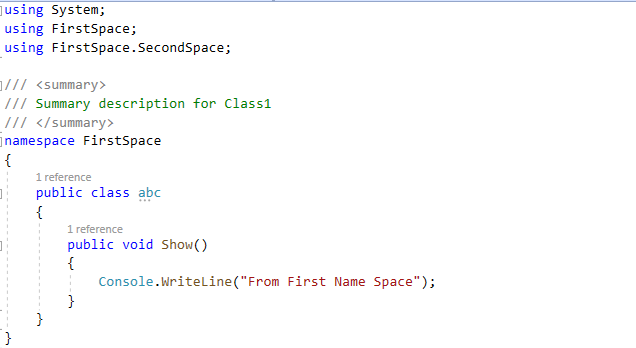 using System;
using FirstSpace;
using FirstSpace.SecondSpace;
/// <summary>
/// Summary description for Class1
/// </summary>
namespace FirstSpace
{
1 reference
public class abc
{
1 reference
public void Show()
{
Console.WriteLine("From First Name Space");
}
}
}